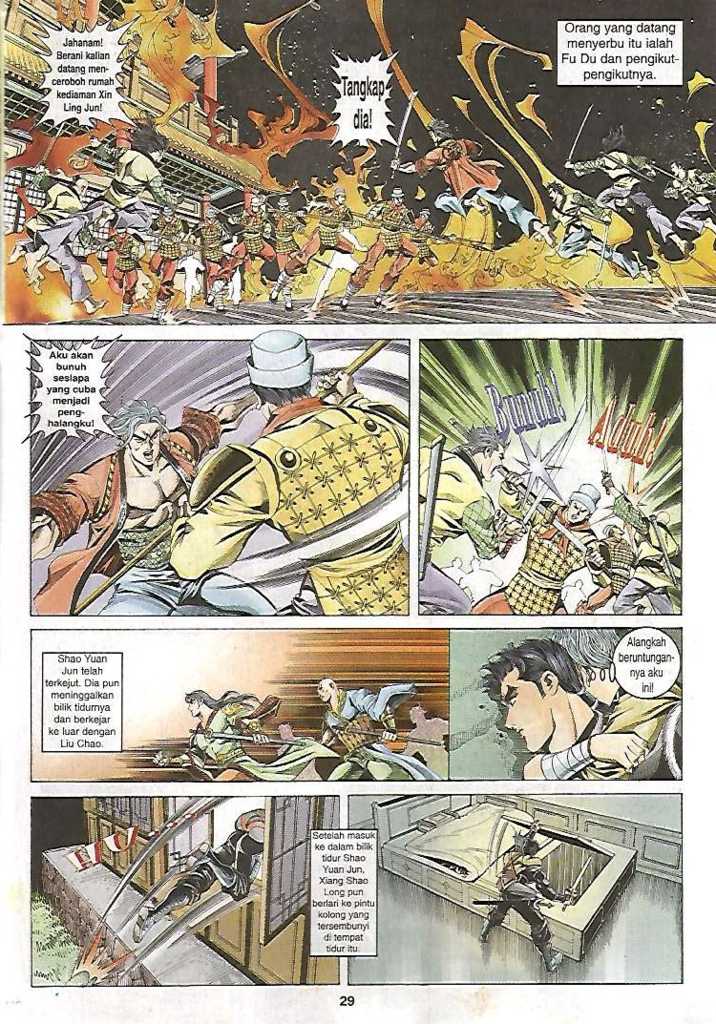 Jahanam!
Berani kalian
datang men-
ceroboh rumah
kediaman Xin
Ling Jun!
Tangkap
dia!
Orang yang datang
menyerbu itu ialah
Fu Du dan pengikut-
pengikutnya.
Aku akan
bunuh
sesiapa
yang cuba
menjadi
peng-
halangku!
Bunuh!
Aduh!
Shao Yuan
Jun telah
terkejut. Dia pun
meninggalkan
bilik tidurnya
dan berkejar
ke luar dengan
Liu Chao.
Alangkah
beruntungan-
nya aku
ini!
Setelah masuk
ke dalam bilik
tidur Shao
Yuan Jun,
Xiang Shao
Long pun
berlari ke pintu
kolong yang
tersembunyi
di tempat
tidur itu.
29